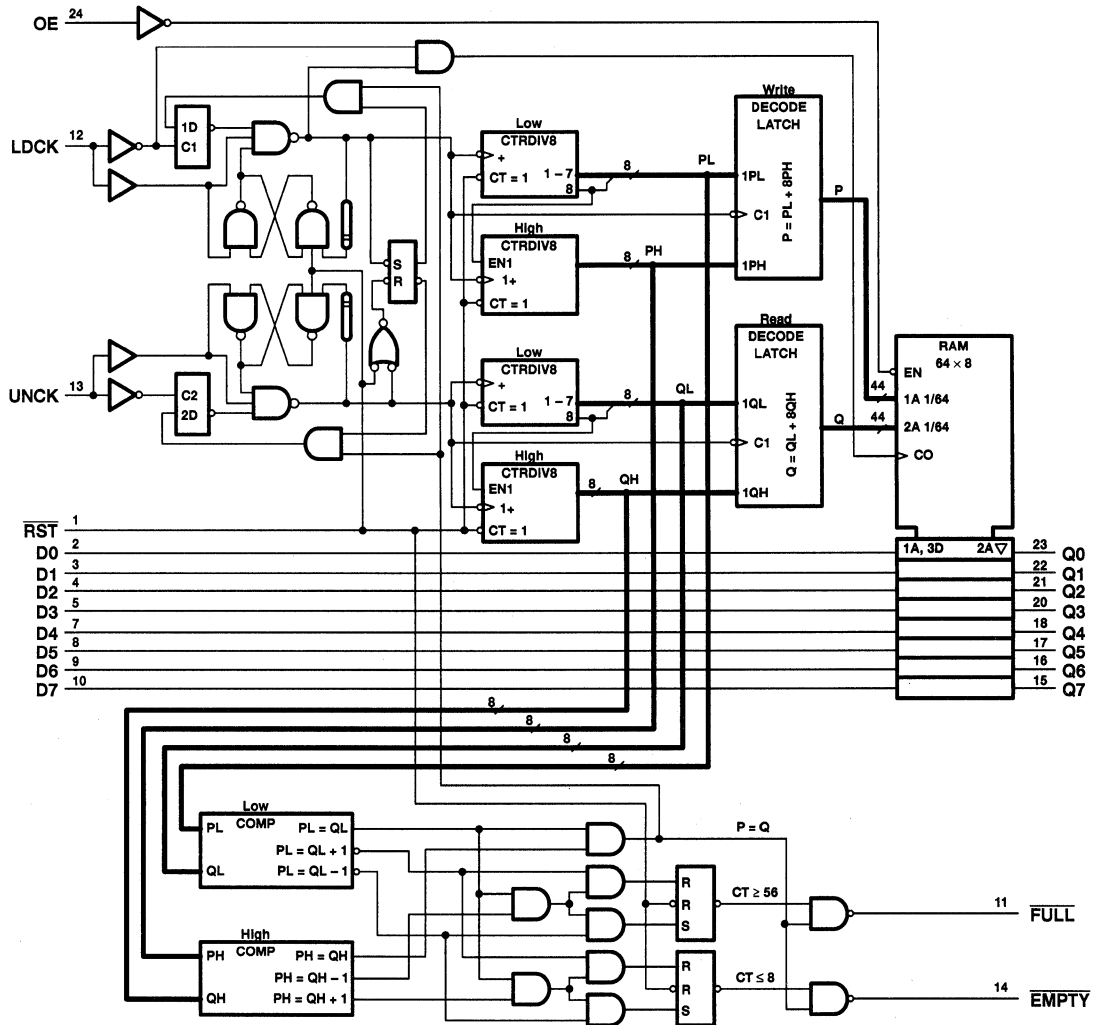 OE 24
LDCK 12
1D
C1
UNCK 13
C2
2D
S
R
Low
CTRDIV8
+
CT = 1
1 – 7
8
8
PL
High
CTRDIV8
EN1
1+
CT = 1
8
PH
Low
CTRDIV8
+
CT = 1
1 – 7
8
8
QL
High
CTRDIV8
EN1
1+
CT = 1
8
QH
Write
DECODE
LATCH
1PL
C1
1PH
P = PL + 8PH
P
Read
DECODE
LATCH
1QL
C1
1QH
Q = QL + 8QH
Q
RAM
64 × 8
EN
44
1A 1/64
44
2A 1/64
CO
1A, 3D 2A ▽
RST 1
D0 2
D1 3
D2 4
D3 5
D4 7
D5 8
D6 9
D7 10
23 Q0
22 Q1
21 Q2
20 Q3
18 Q4
17 Q5
16 Q6
15 Q7
8
8
8
8
Low
COMP
PL
QL
PL = QL
PL = QL + 1
PL = QL – 1
High
COMP
PH
QH
PH = QH
PH = QH – 1
PH = QH + 1
P = Q
R
R
S
CT ≥ 56
11 FULL
R
R
S
CT ≤ 8
14 EMPTY